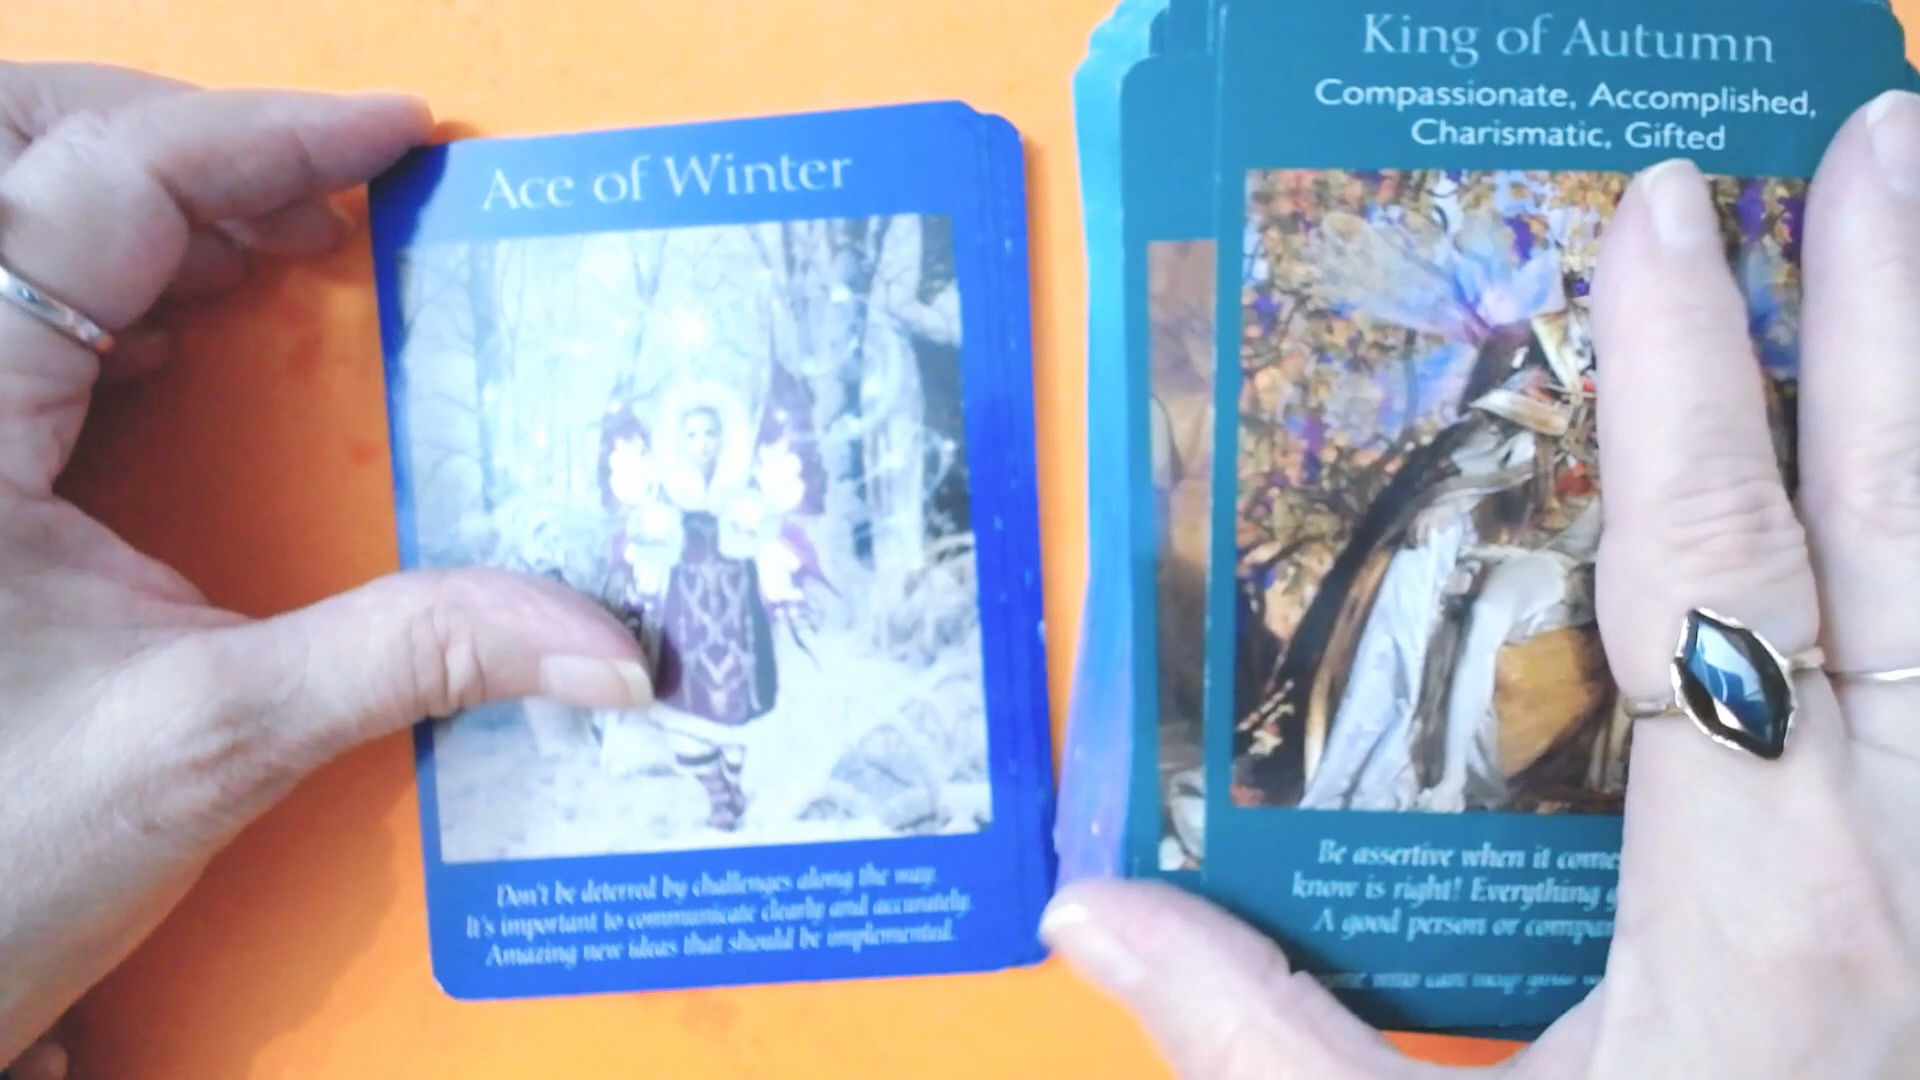 Ace of Winter
Don't be deterred by challenges along the way.
It's important to communicate clearly and accurately.
Amazing new ideas that should be implemented.
King of Autumn
Compassionate, Accomplished,
Charismatic, Gifted
Be assertive when it comes
know is right! Everything
A good person or